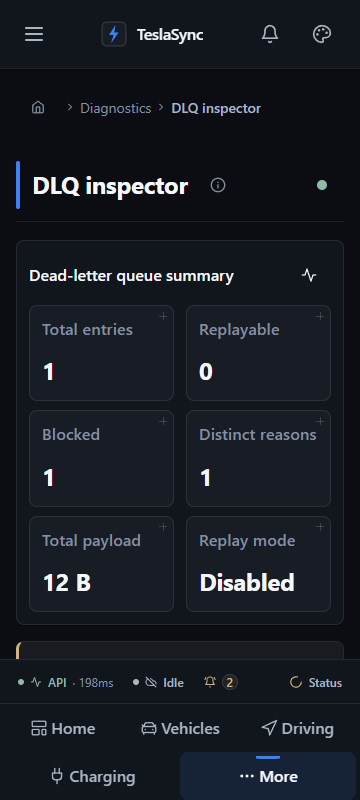 TeslaSync
Diagnostics DLQ inspector
DLQ inspector
Dead-letter queue summary
Total entries
1
Replayable
0
Blocked
1
Distinct reasons
1
Total payload
12 B
Replay mode
Disabled
API · 198ms Idle 2 Status
Home Vehicles Driving
Charging More